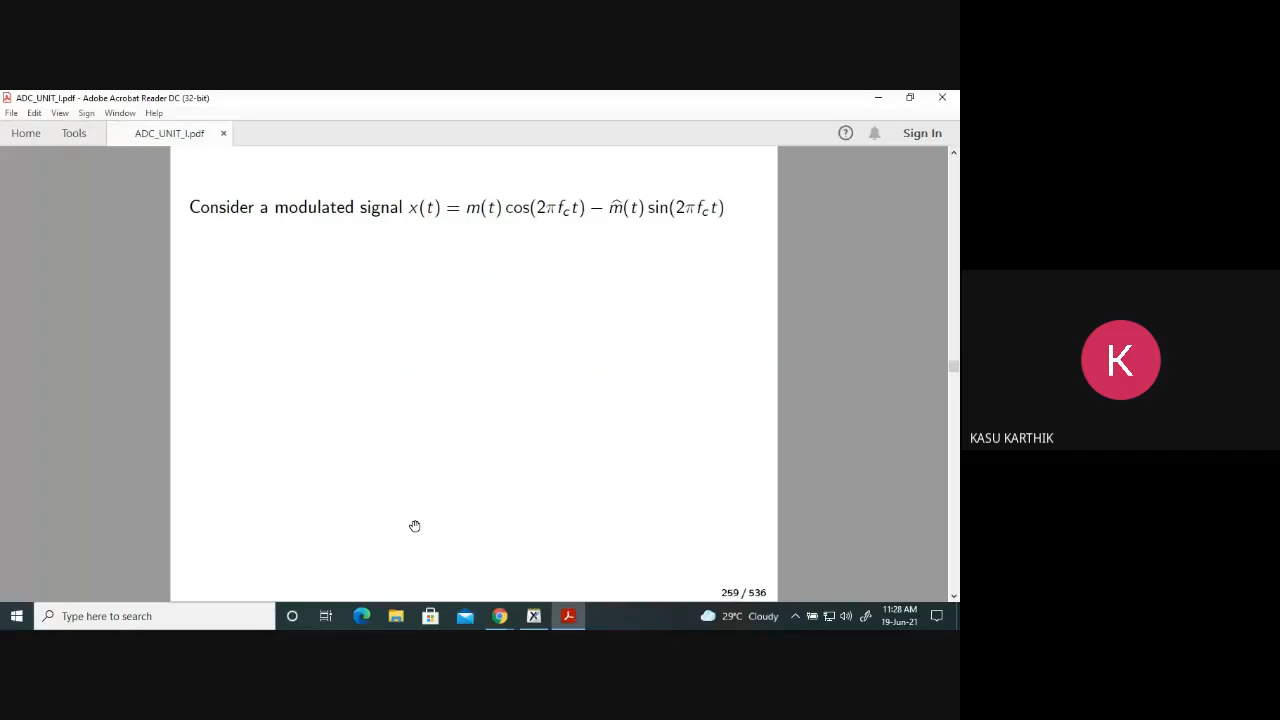 ADC_UNIT_I.pdf - Adobe Acrobat Reader DC (32-bit)
File Edit View Sign Window Help
Home Tools ADC_UNIT_I.pdf × Sign In
Consider a modulated signal x(t) = m(t) cos(2πf_c t) − m̂(t) sin(2πf_c t)
K
KASU KARTHIK
259 / 536
Type here to search
29°C Cloudy
11:28 AM
19-Jun-21